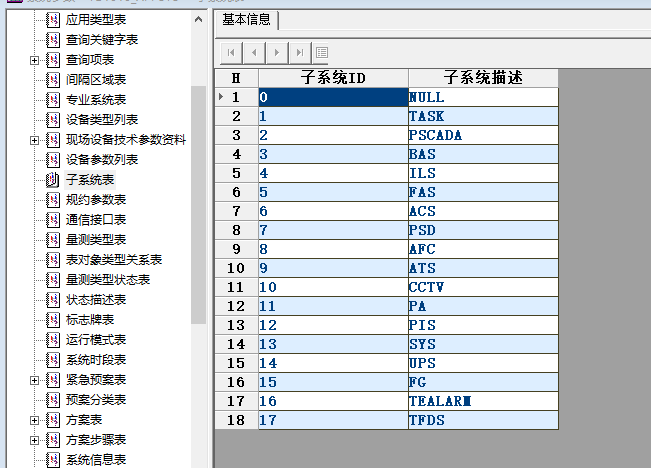 基本信息
应用类型表
查询关键字表
查询项表
间隔区域表
专业系统表
设备类型列表
现场设备技术参数资料
设备参数列表
子系统表
规约参数表
通信接口表
量测类型表
表对象类型关系表
量测类型状态表
状态描述表
标志牌表
运行模式表
系统时段表
紧急预案表
预案分类表
方案表
方案步骤表
系统信息表
H 子系统ID 子系统描述
1 0 NULL
2 1 TASK
3 2 PSCADA
4 3 BAS
5 4 ILS
6 5 FAS
7 6 ACS
8 7 PSD
9 8 AFC
10 9 ATS
11 10 CCTV
12 11 PA
13 12 PIS
14 13 SYS
15 14 UPS
16 15 FG
17 16 TEALARM
18 17 TFDS